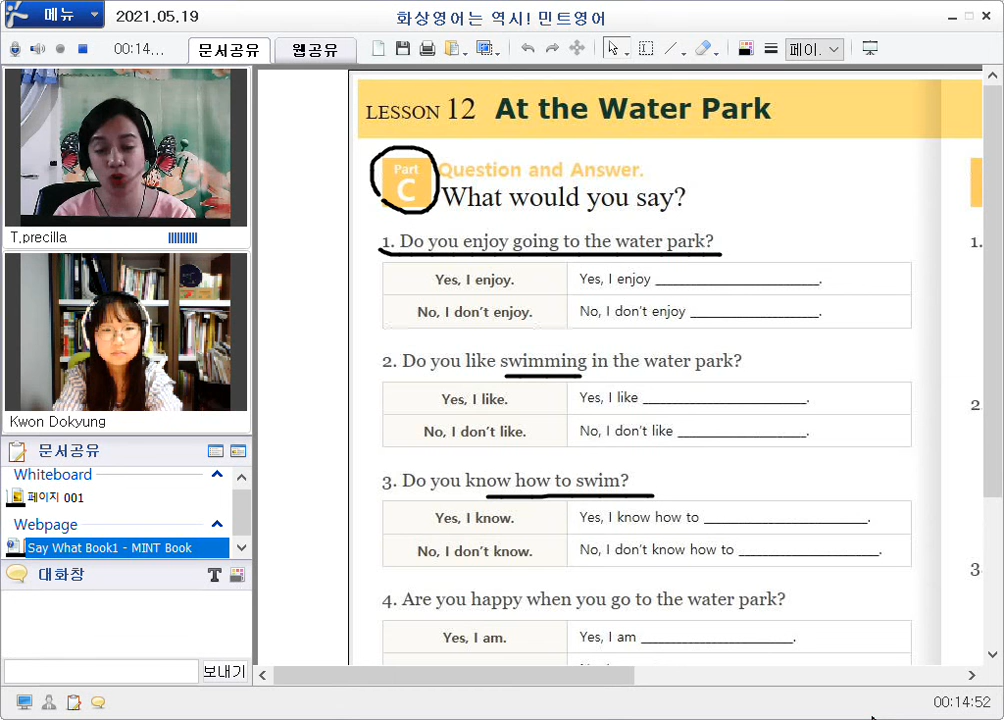 메뉴
2021.05.19
화상영어는 역시! 민트영어
00:14...
문서공유
웹공유
페이.
T.precilla
Kwon Dokyung
문서공유
Whiteboard
페이지 001
Webpage
Say What Book1 - MINT Book
대화창
T
보내기
LESSON 12 At the Water Park
Part
C
Question and Answer.
What would you say?
1. Do you enjoy going to the water park?
Yes, I enjoy. Yes, I enjoy ____________________.
No, I don't enjoy. No, I don't enjoy ________________.
2. Do you like swimming in the water park?
Yes, I like. Yes, I like ____________________.
No, I don't like. No, I don't like ________________.
3. Do you know how to swim?
Yes, I know. Yes, I know how to ____________________.
No, I don't know. No, I don't know how to _________________.
4. Are you happy when you go to the water park?
Yes, I am. Yes, I am ___________________.
1.
2
3.
00:14:52